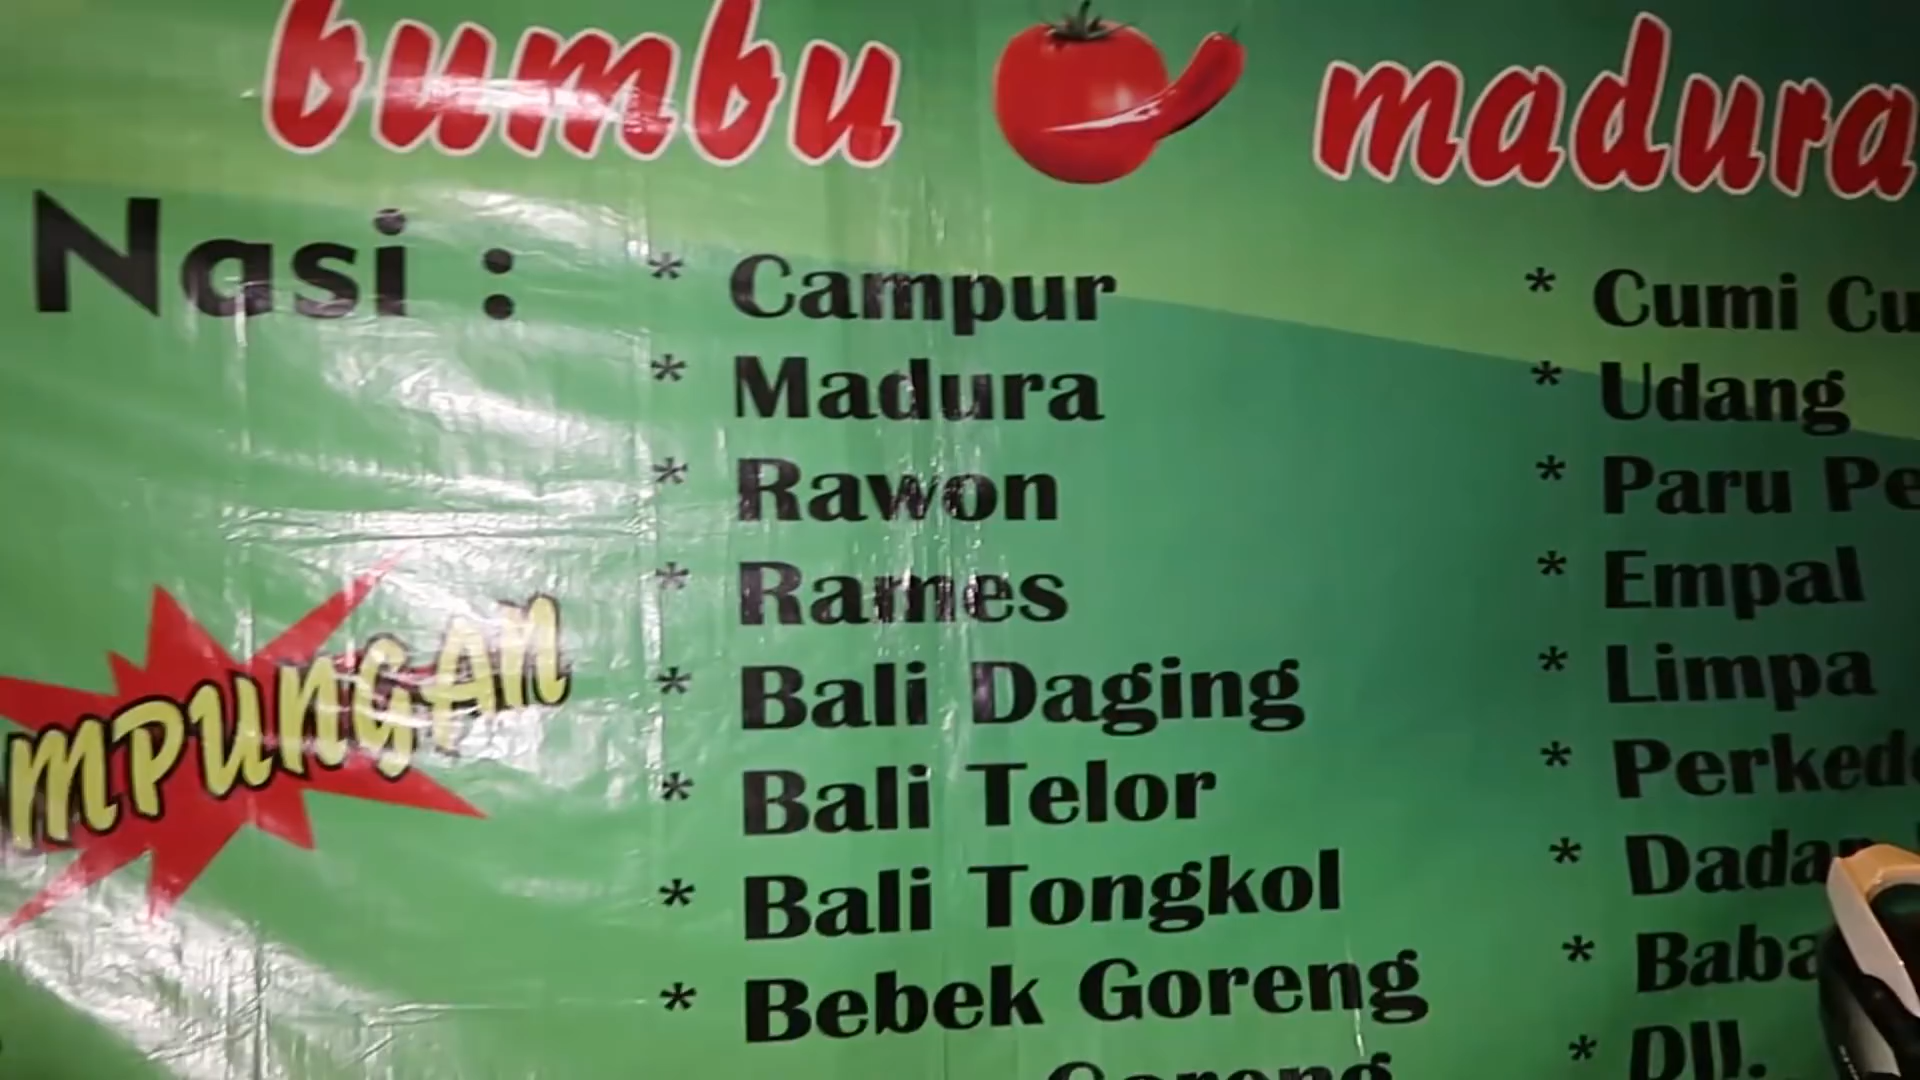 bumbu madura
Nasi :
* Campur
* Madura
* Rawon
* Rames
* Bali Daging
* Bali Telor
* Bali Tongkol
* Bebek Goreng
Goreng
* Cumi Cu
* Udang
* Paru Pe
* Empal
* Limpa
* Perked
* Dada
* Baba
* Dll.
MPUNGAN